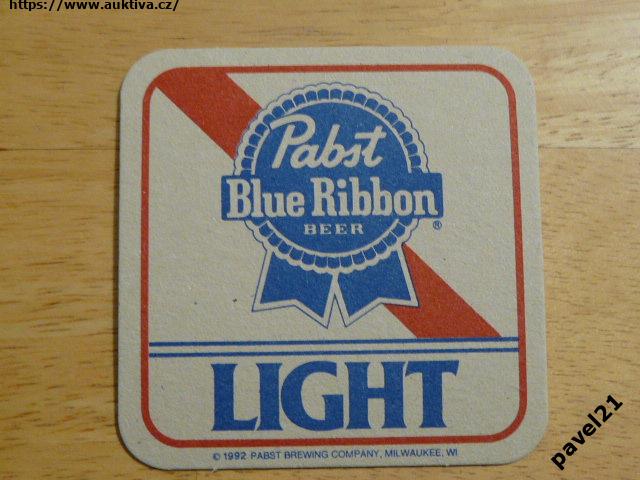 https://www.auktiva.cz/
Pabst
Blue Ribbon
BEER
®
LIGHT
© 1992 PABST BREWING COMPANY, MILWAUKEE, WI
pavel21